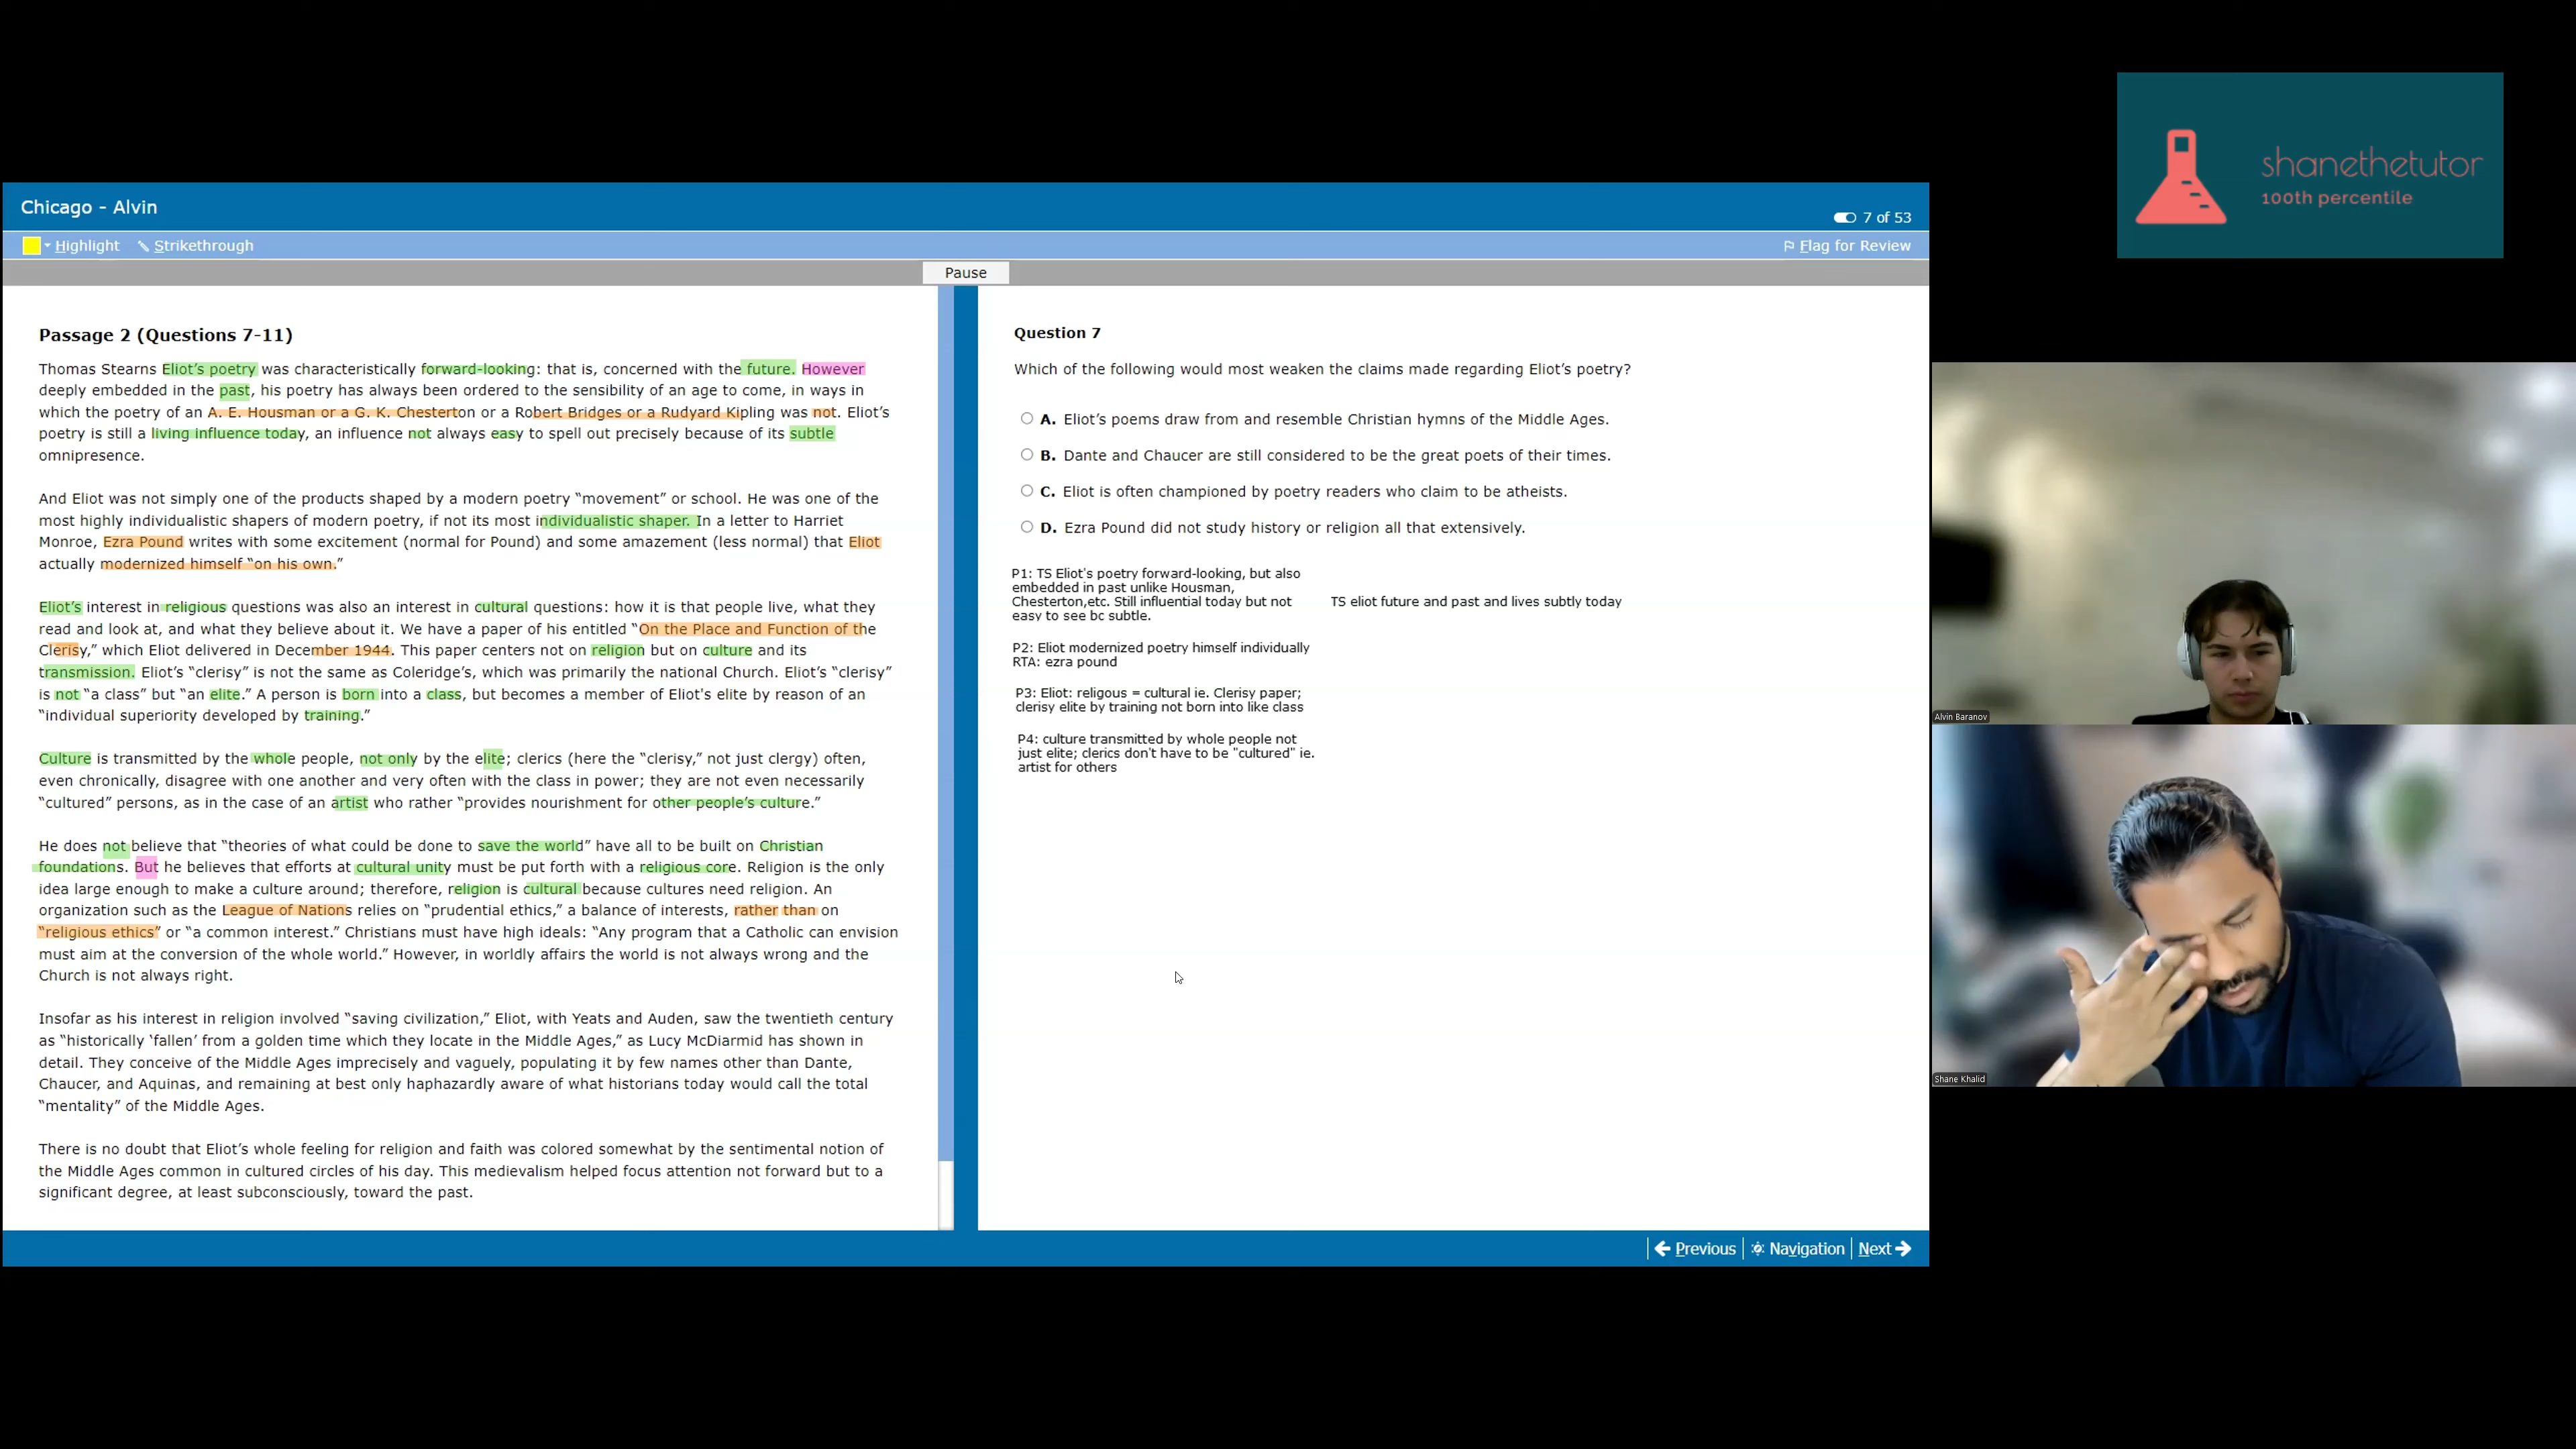 shanethetutor
100th percentile
Chicago - Alvin
7 of 53
Highlight Strikethrough
Flag for Review
Pause
Passage 2 (Questions 7-11)
Thomas Stearns Eliot’s poetry was characteristically forward-looking: that is, concerned with the future. However
deeply embedded in the past, his poetry has always been ordered to the sensibility of an age to come, in ways in
which the poetry of an A. E. Housman or a G. K. Chesterton or a Robert Bridges or a Rudyard Kipling was not. Eliot’s
poetry is still a living influence today, an influence not always easy to spell out precisely because of its subtle
omnipresence.
And Eliot was not simply one of the products shaped by a modern poetry “movement” or school. He was one of the
most highly individualistic shapers of modern poetry, if not its most individualistic shaper. In a letter to Harriet
Monroe, Ezra Pound writes with some excitement (normal for Pound) and some amazement (less normal) that Eliot
actually modernized himself “on his own.”
Eliot’s interest in religious questions was also an interest in cultural questions: how it is that people live, what they
read and look at, and what they believe about it. We have a paper of his entitled “On the Place and Function of the
Clerisy,” which Eliot delivered in December 1944. This paper centers not on religion but on culture and its
transmission. Eliot’s “clerisy” is not the same as Coleridge’s, which was primarily the national Church. Eliot’s “clerisy”
is not “a class” but “an elite.” A person is born into a class, but becomes a member of Eliot's elite by reason of an
“individual superiority developed by training.”
Culture is transmitted by the whole people, not only by the elite; clerics (here the “clerisy,” not just clergy) often,
even chronically, disagree with one another and very often with the class in power; they are not even necessarily
“cultured” persons, as in the case of an artist who rather “provides nourishment for other people’s culture.”
He does not believe that “theories of what could be done to save the world” have all to be built on Christian
foundations. But he believes that efforts at cultural unity must be put forth with a religious core. Religion is the only
idea large enough to make a culture around; therefore, religion is cultural because cultures need religion. An
organization such as the League of Nations relies on “prudential ethics,” a balance of interests, rather than on
“religious ethics” or “a common interest.” Christians must have high ideals: “Any program that a Catholic can envision
must aim at the conversion of the whole world.” However, in worldly affairs the world is not always wrong and the
Church is not always right.
Insofar as his interest in religion involved “saving civilization,” Eliot, with Yeats and Auden, saw the twentieth century
as “historically ‘fallen’ from a golden time which they locate in the Middle Ages,” as Lucy McDiarmid has shown in
detail. They conceive of the Middle Ages imprecisely and vaguely, populating it by few names other than Dante,
Chaucer, and Aquinas, and remaining at best only haphazardly aware of what historians today would call the total
“mentality” of the Middle Ages.
There is no doubt that Eliot’s whole feeling for religion and faith was colored somewhat by the sentimental notion of
the Middle Ages common in cultured circles of his day. This medievalism helped focus attention not forward but to a
significant degree, at least subconsciously, toward the past.
Question 7
Which of the following would most weaken the claims made regarding Eliot’s poetry?
A. Eliot’s poems draw from and resemble Christian hymns of the Middle Ages.
B. Dante and Chaucer are still considered to be the great poets of their times.
C. Eliot is often championed by poetry readers who claim to be atheists.
D. Ezra Pound did not study history or religion all that extensively.
P1: TS Eliot's poetry forward-looking, but also
embedded in past unlike Housman,
Chesterton,etc. Still influential today but not
easy to see bc subtle.
TS eliot future and past and lives subtly today
P2: Eliot modernized poetry himself individually
RTA: ezra pound
P3: Eliot: religous = cultural ie. Clerisy paper;
clerisy elite by training not born into like class
P4: culture transmitted by whole people not
just elite; clerics don't have to be "cultured" ie.
artist for others
Previous Navigation Next
Alvin Baranov
Shane Khalid